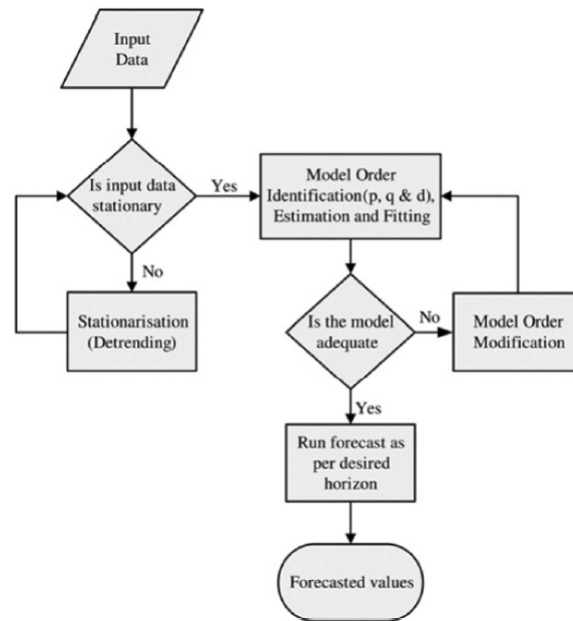 Input
Data
Is input data
stationary
Yes
No
Stationarisation
(Detrending)
Model Order
Identification(p, q & d),
Estimation and Fitting
Is the model
adequate
No
Model Order
Modification
Yes
Run forecast as
per desired
horizon
Forecasted values